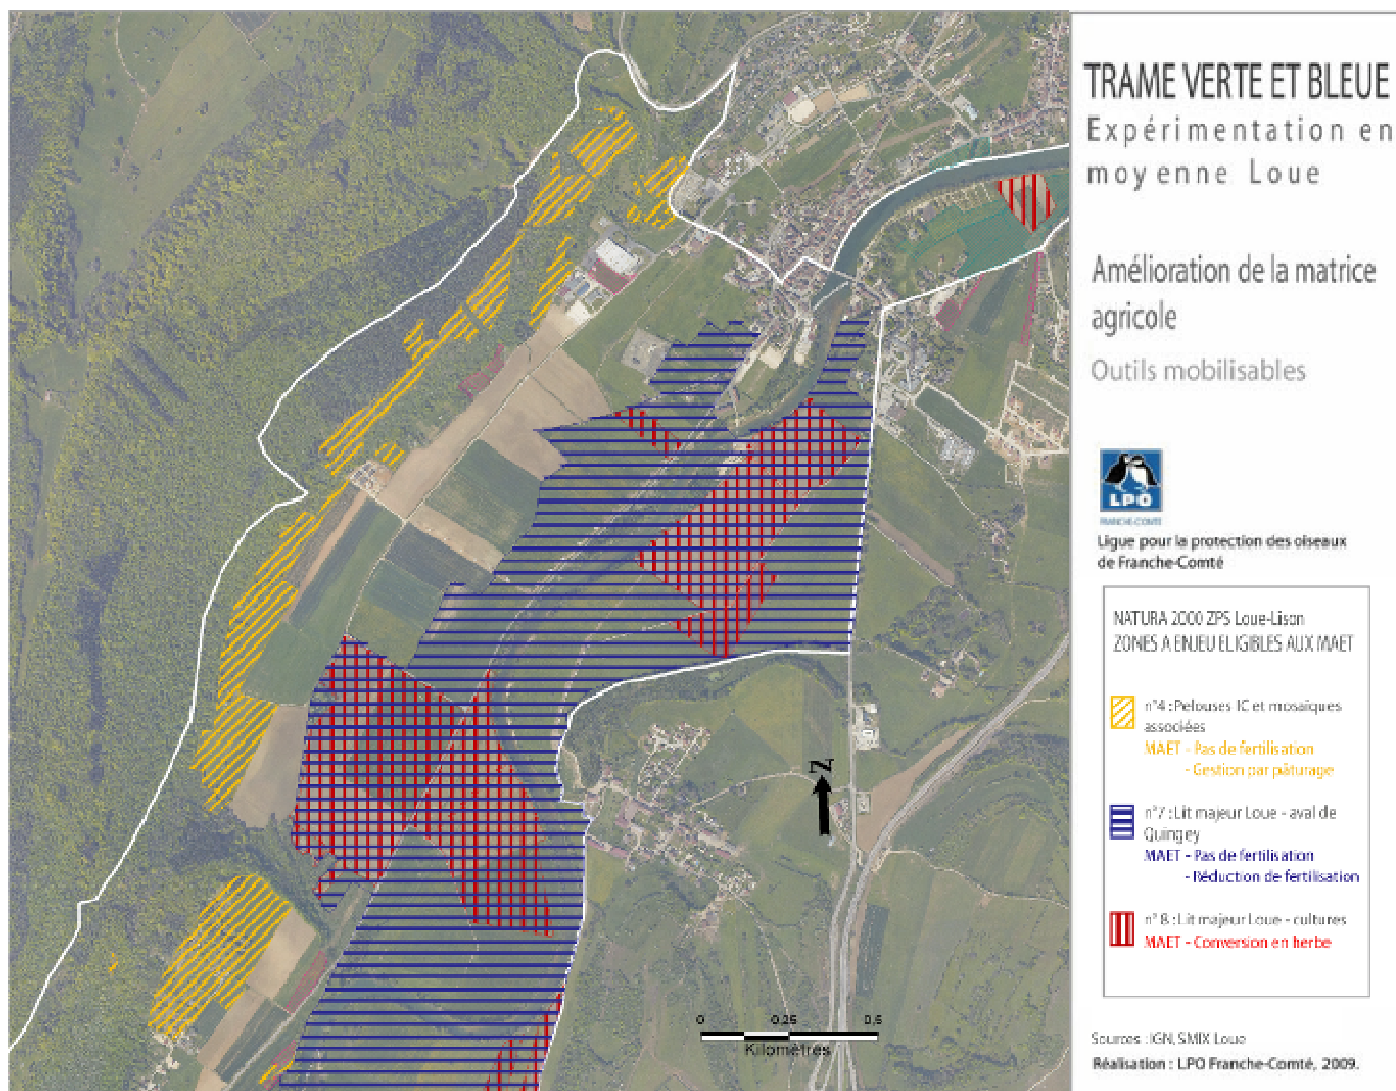 TRAME VERTE ET BLEUE
Expérimentation en
moyenne Loue
Amélioration de la matrice
agricole
Outils mobilisables
LPO
FRANCHE-COMTÉ
Ligue pour la protection des oiseaux
de Franche-Comté
NATURA 2000 ZPS Loue-Lison
ZONES A ENJEU ELIGIBLES AUX MAET
n°4 : Pelouses IC et mosaïques
associées
MAET - Pas de fertilisation
- Gestion par pâturage
n°7 : Lit majeur Loue - aval de
Quingey
MAET - Pas de fertilisation
- Réduction de fertilisation
n°8 : Lit majeur Loue - cultures
MAET - Conversion en herbe
N
0 0,25 0,5
Kilomètres
Sources : IGN, SMIX Loue
Réalisation : LPO Franche-Comté, 2009.